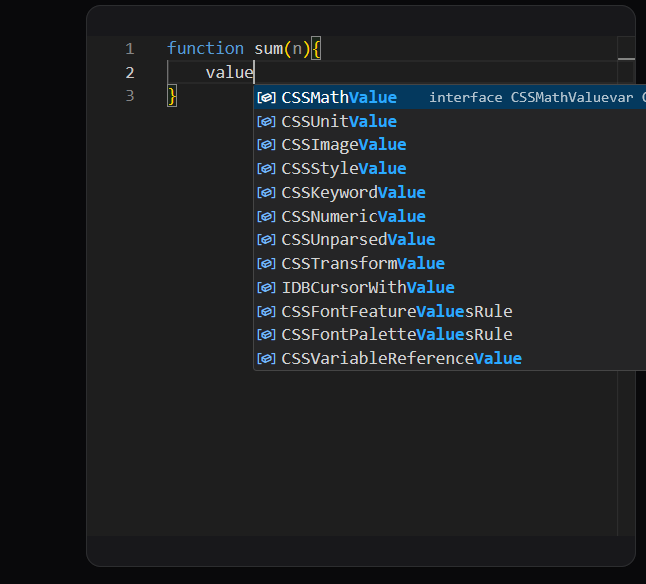 1 function sum(n){
2 value
3 }
CSSMathValue interface CSSMathValuevar
CSSUnitValue
CSSImageValue
CSSStyleValue
CSSKeywordValue
CSSNumericValue
CSSUnparsedValue
CSSTransformValue
IDBCursorWithValue
CSSFontFeatureValuesRule
CSSFontPaletteValuesRule
CSSVariableReferenceValue